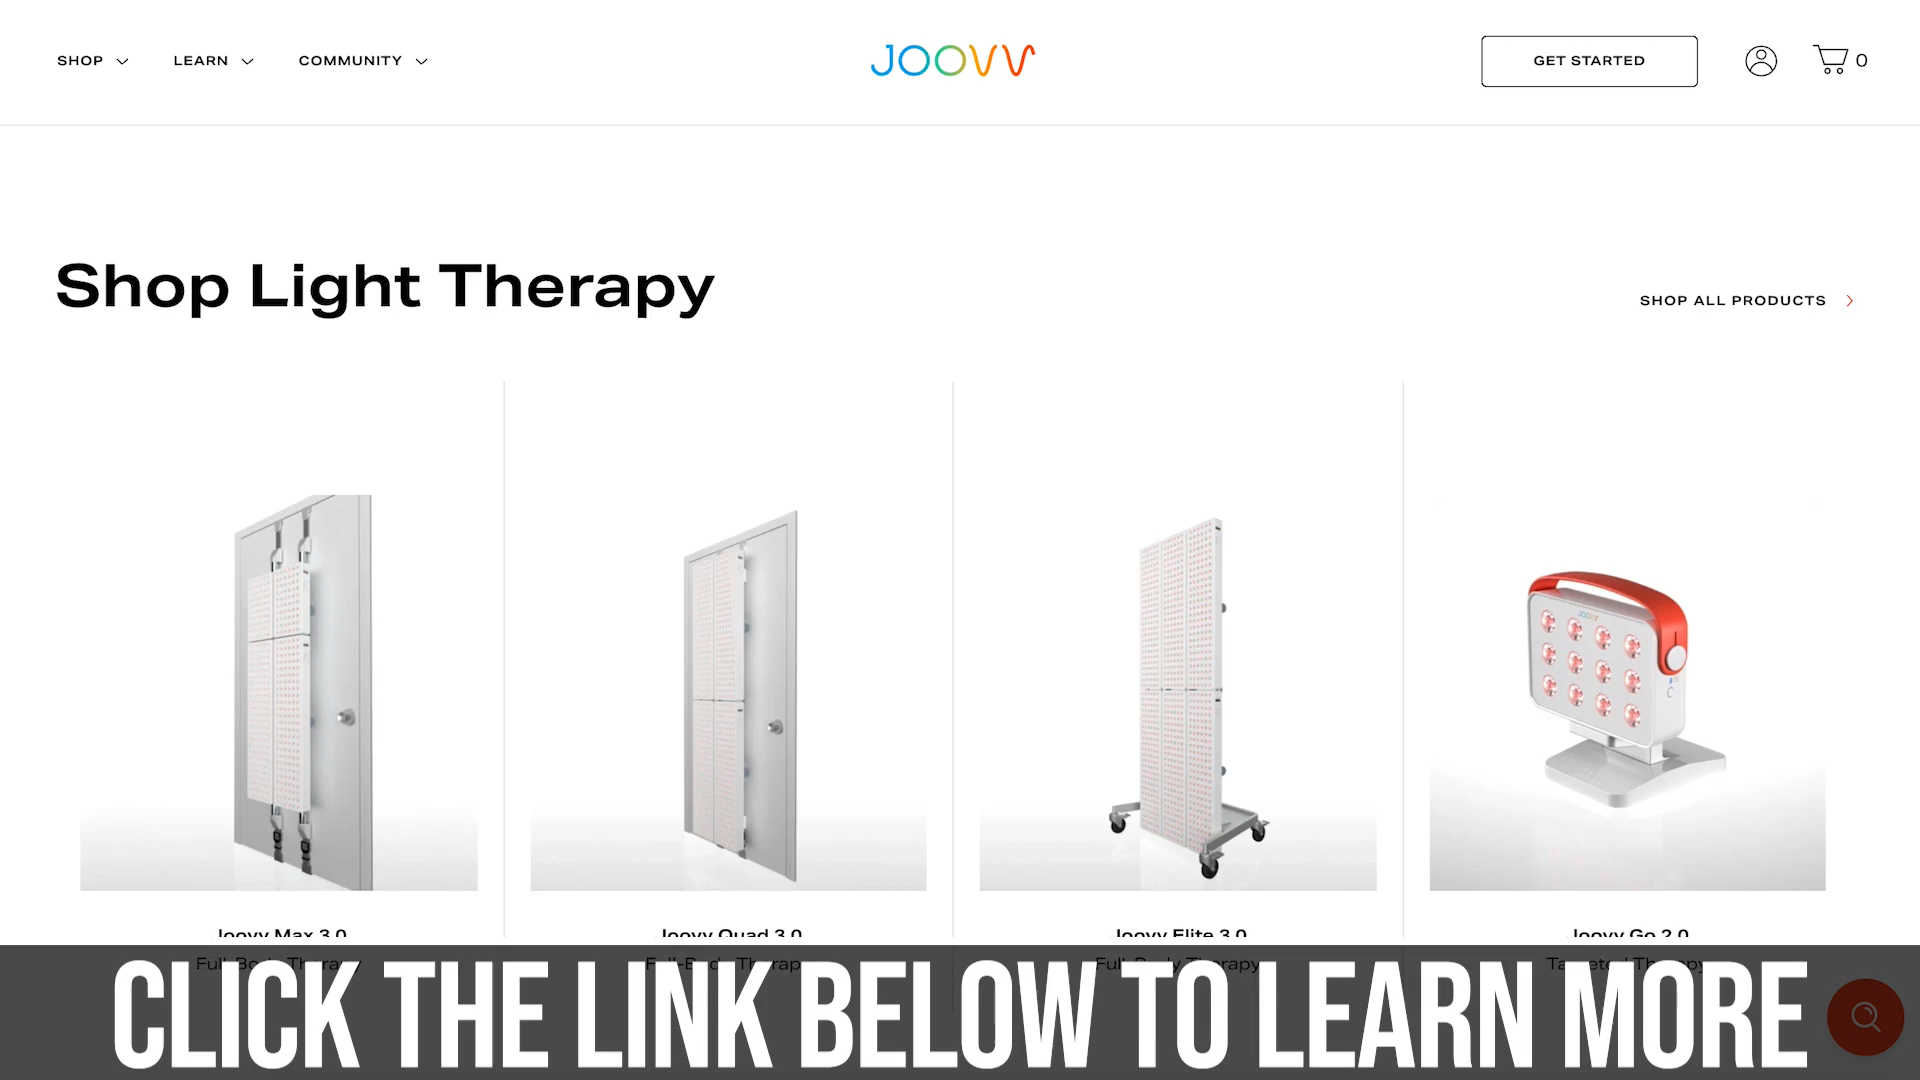 SHOP
LEARN
COMMUNITY
JOOVV
GET STARTED
0
Shop Light Therapy
SHOP ALL PRODUCTS
JOOVV
Joovv Max 3.0
Joovv Quad 3.0
Joovv Elite 3.0
Joovv Go 2.0
Full-Body Therapy
Full-Body Therapy
Full-Body Therapy
Targeted Therapy
CLICK THE LINK BELOW TO LEARN MORE